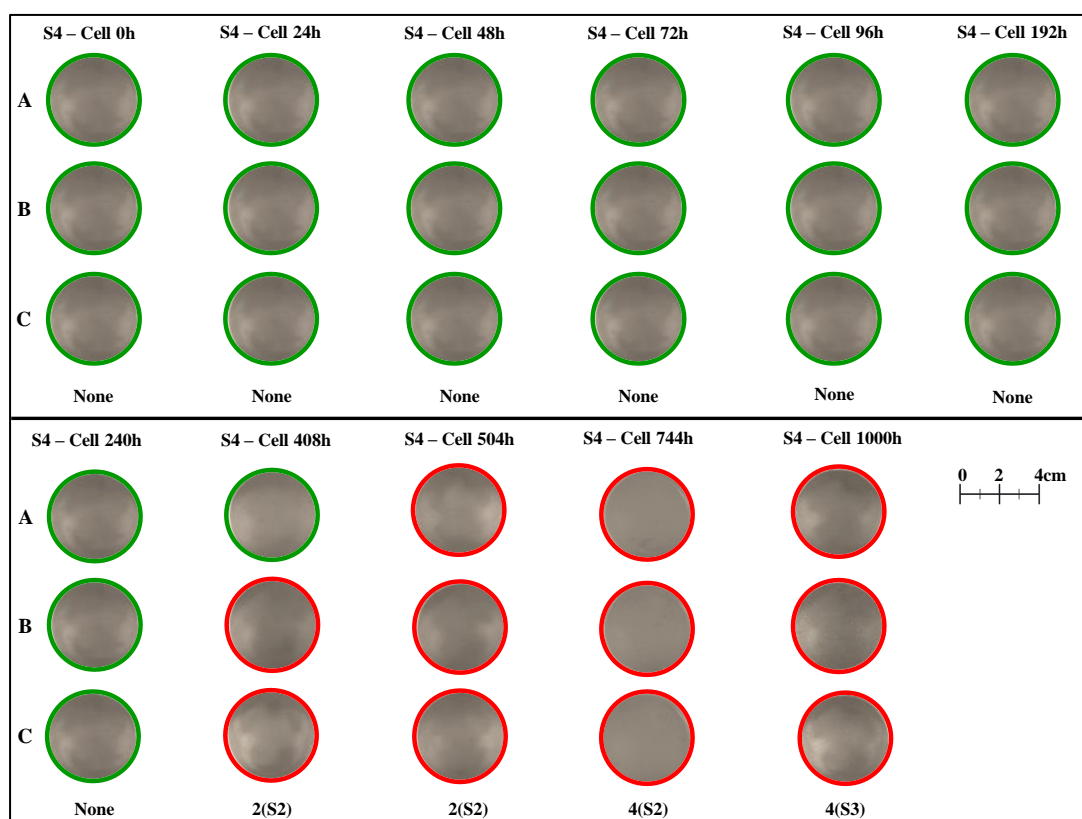 S4 – Cell 0h S4 – Cell 24h S4 – Cell 48h S4 – Cell 72h S4 – Cell 96h S4 – Cell 192h
A
B
C
None None None None None None
S4 – Cell 240h S4 – Cell 408h S4 – Cell 504h S4 – Cell 744h S4 – Cell 1000h
0 2 4cm
A
B
C
None 2(S2) 2(S2) 4(S2) 4(S3)